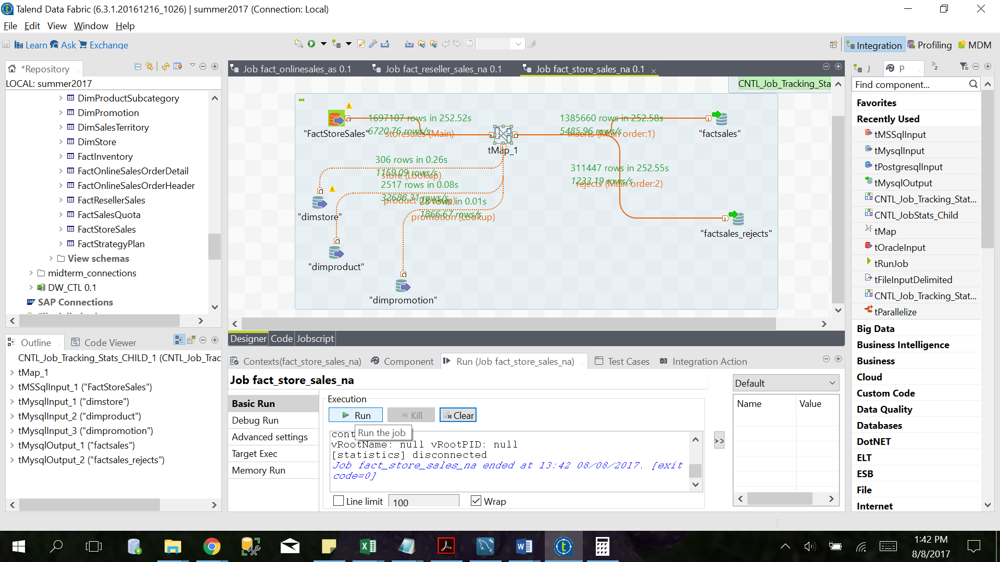 Talend Data Fabric (6.3.1.20161216_1026) | summer2017 (Connection: Local)
File Edit View Window Help
Learn Ask Exchange
Integration Profiling MDM
*Repository
LOCAL: summer2017
DimProductSubcategory
DimPromotion
DimSalesTerritory
DimStore
FactInventory
FactOnlineSalesOrderDetail
FactOnlineSalesOrderHeader
FactResellerSales
FactSalesQuota
FactStoreSales
FactStrategyPlan
View schemas
midterm_connections
DW_CTL 0.1
SAP Connections
Outline Code Viewer
CNTL_Job_Tracking_Stats_CHILD_1 (CNTL_Job_Trac
tMap_1
tMSSqlInput_1 ("FactStoreSales")
tMysqlInput_1 ("dimstore")
tMysqlInput_2 ("dimproduct")
tMysqlInput_3 ("dimpromotion")
tMysqlOutput_1 ("factsales")
tMysqlOutput_2 ("factsales_rejects")
Job fact_onlinesales_as 0.1 Job fact_reseller_sales_na 0.1 Job fact_store_sales_na 0.1
CNTL_Job_Tracking_Sta
1697107 rows in 252.52s
6720.76 rows/s
storesales (Main)
"FactStoreSales"
tMap_1
1385660 rows in 252.58s
5485.96 rows/s
inserts (Main order:1)
"factsales"
306 rows in 0.26s
1159.09 rows/s
store (Lookup)
311447 rows in 252.55s
1233.19 rows/s
rejects (Main order:2)
2517 rows in 0.08s
32688.31 rows/s
product (Lookup)
28 rows in 0.01s
1866.67 rows/s
promotion (Lookup)
"dimstore"
"factsales_rejects"
"dimproduct"
"dimpromotion"
Designer Code Jobscript
Contexts(fact_store_sales_na) Component Run (Job fact_store_sales_na) Test Cases Integration Action
Job fact_store_sales_na
Basic Run
Debug Run
Advanced settings
Target Exec
Memory Run
Execution
Run Kill Clear
Run the job
cont
vRootName: null vRootPID: null
[statistics] disconnected
Job fact_store_sales_na ended at 13:42 08/08/2017. [exit
code=0]
Line limit 100 Wrap
>>
Default
Name Value
J P
Find component...
Favorites
Recently Used
tMSSqlInput
tMysqlInput
tPostgresqlInput
tMysqlOutput
CNTL_Job_Tracking_Stat...
CNTL_JobStats_Child
tMap
tOracleInput
tRunJob
tFileInputDelimited
CNTL_Job_Tracking_Stat...
tParallelize
Big Data
Business Intelligence
Business
Cloud
Custom Code
Data Quality
Databases
DotNET
ELT
ESB
File
Internet
1:42 PM
8/8/2017